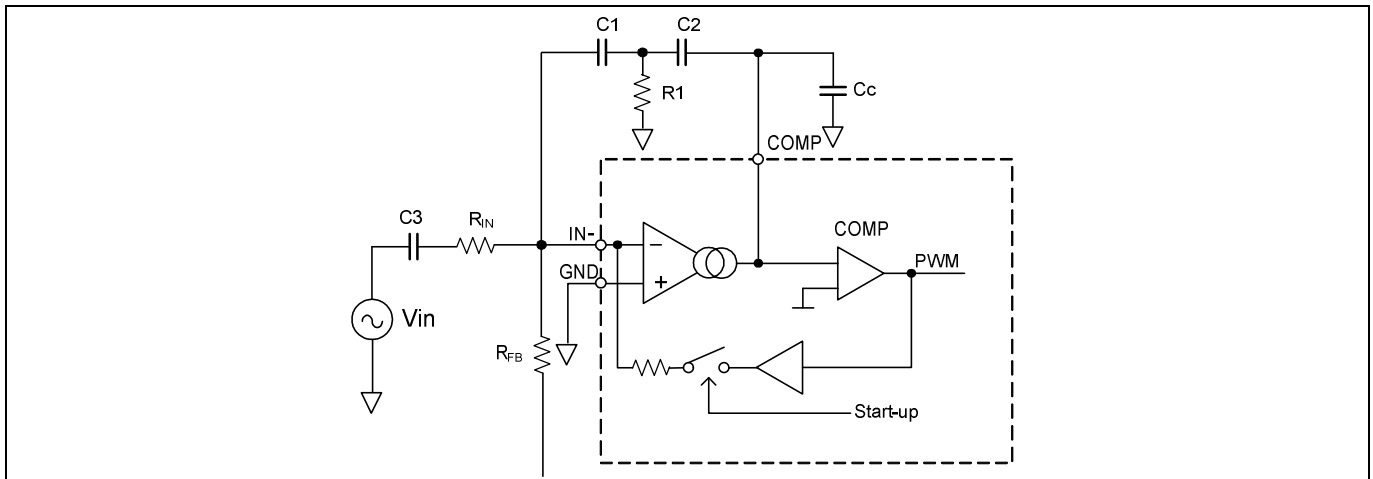 C1
C2
R1
Cc
COMP
C3
RIN
IN-
COMP
GND
PWM
Vin
RFB
Start-up